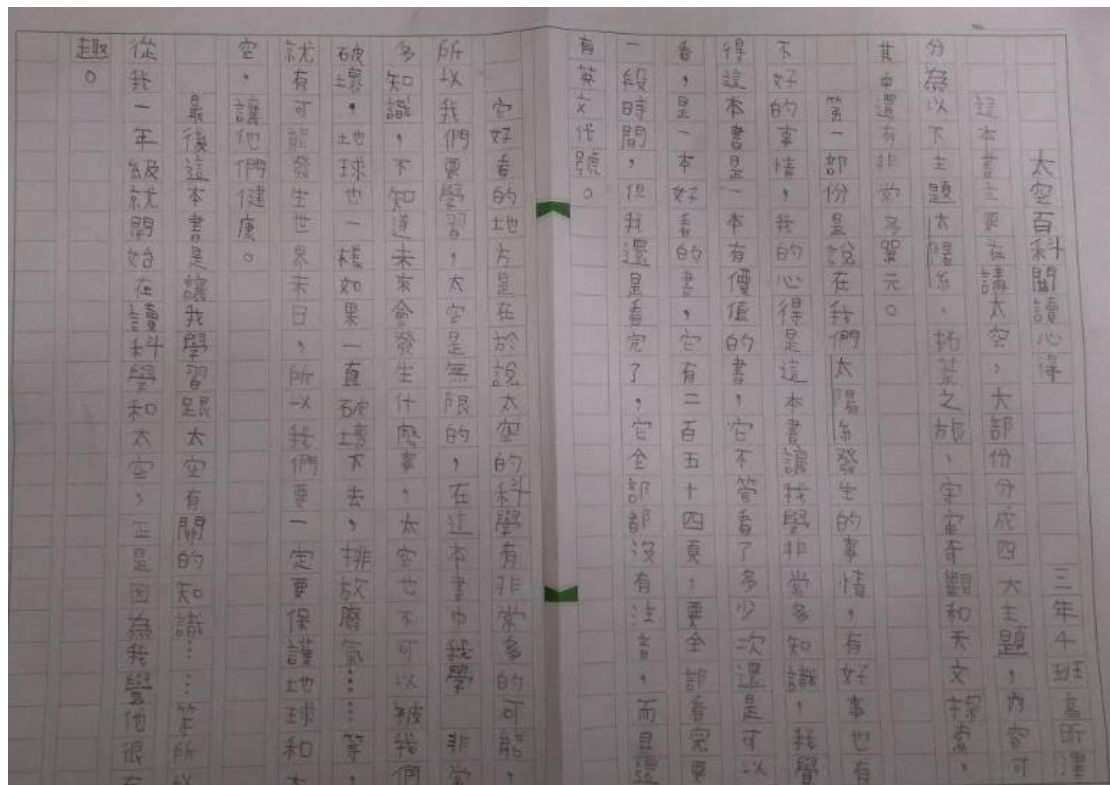 太空百科閱讀心得
三年4班高昕澤
這本書主要在講太空,大部份分成四大主題,內容可
分為以下主題太陽系、拓荒之旅、宇宙奇觀和天文探索,
其中還有非常多單元。
第一部份是說在我們太陽系發生的事情,有好事也有
不好的事情,我的心得是這本書讓我學非常多知識,我覺
得這本書是一本有價值的書,它不管看了多少次還是可以
看,是一本好看的書,它有二百五十四頁,要全部看完要
一段時間,但我還是看完了,它全部都沒有注音,而且還
有英文代號。
它好看的地方是在於說太空的科學有非常多的可能,
所以我們要學習,太空是無限的,在這本書中我學非常
多知識,不知道未來會發生什麼事,太空也不可以被我們
破壞,地球也一樣如果一直破壞下去,排放廢氣……等,
就有可能發生世界末日,所以我們要一定要保護地球和太
空,讓他們健康。
最後這本書是讓我學習跟太空有關的知識……等所以
從我一年級就開始在讀科學和太空,正是因為我覺他很有
趣。